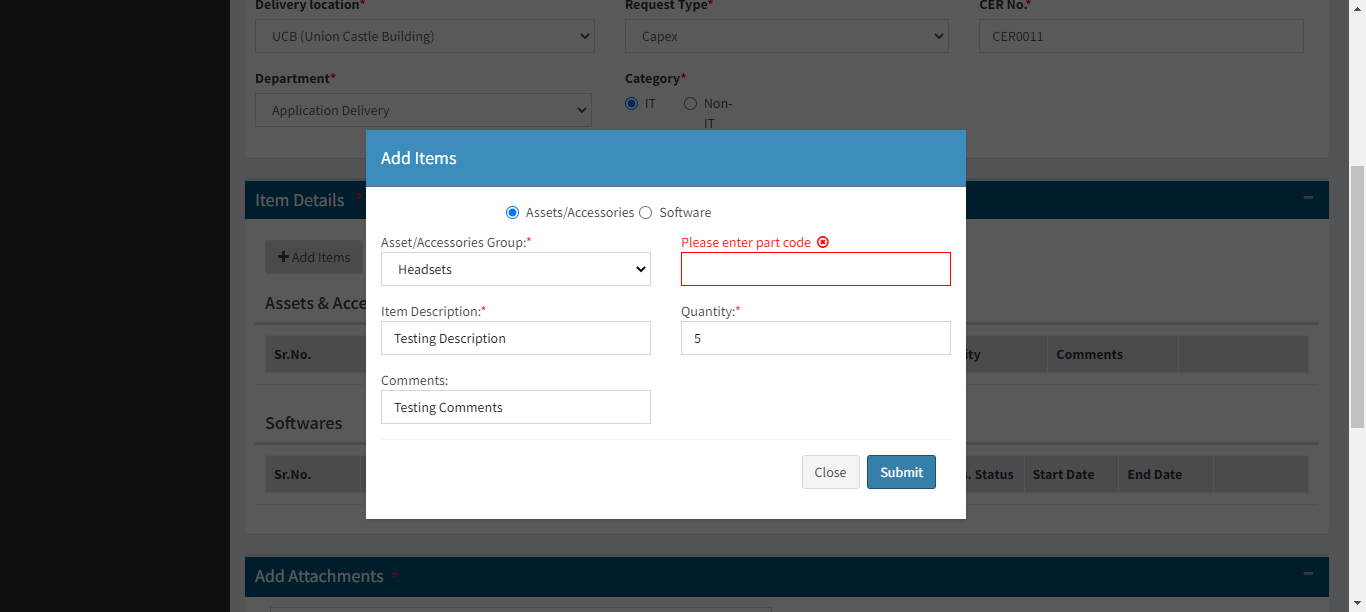 Delivery location* Request Type* CER No.*
UCB (Union Castle Building) Capex CER0011
Department* Category*
Application Delivery IT Non-
IT
Add Items
Item Details *
Assets/Accessories Software
Asset/Accessories Group:* Please enter part code
Add Items Headsets
Assets & Acce
Item Description:* Quantity:*
Testing Description 5
Sr.No. ity Comments
Comments:
Testing Comments
Softwares
Close Submit
Sr.No. . Status Start Date End Date
Add Attachments *